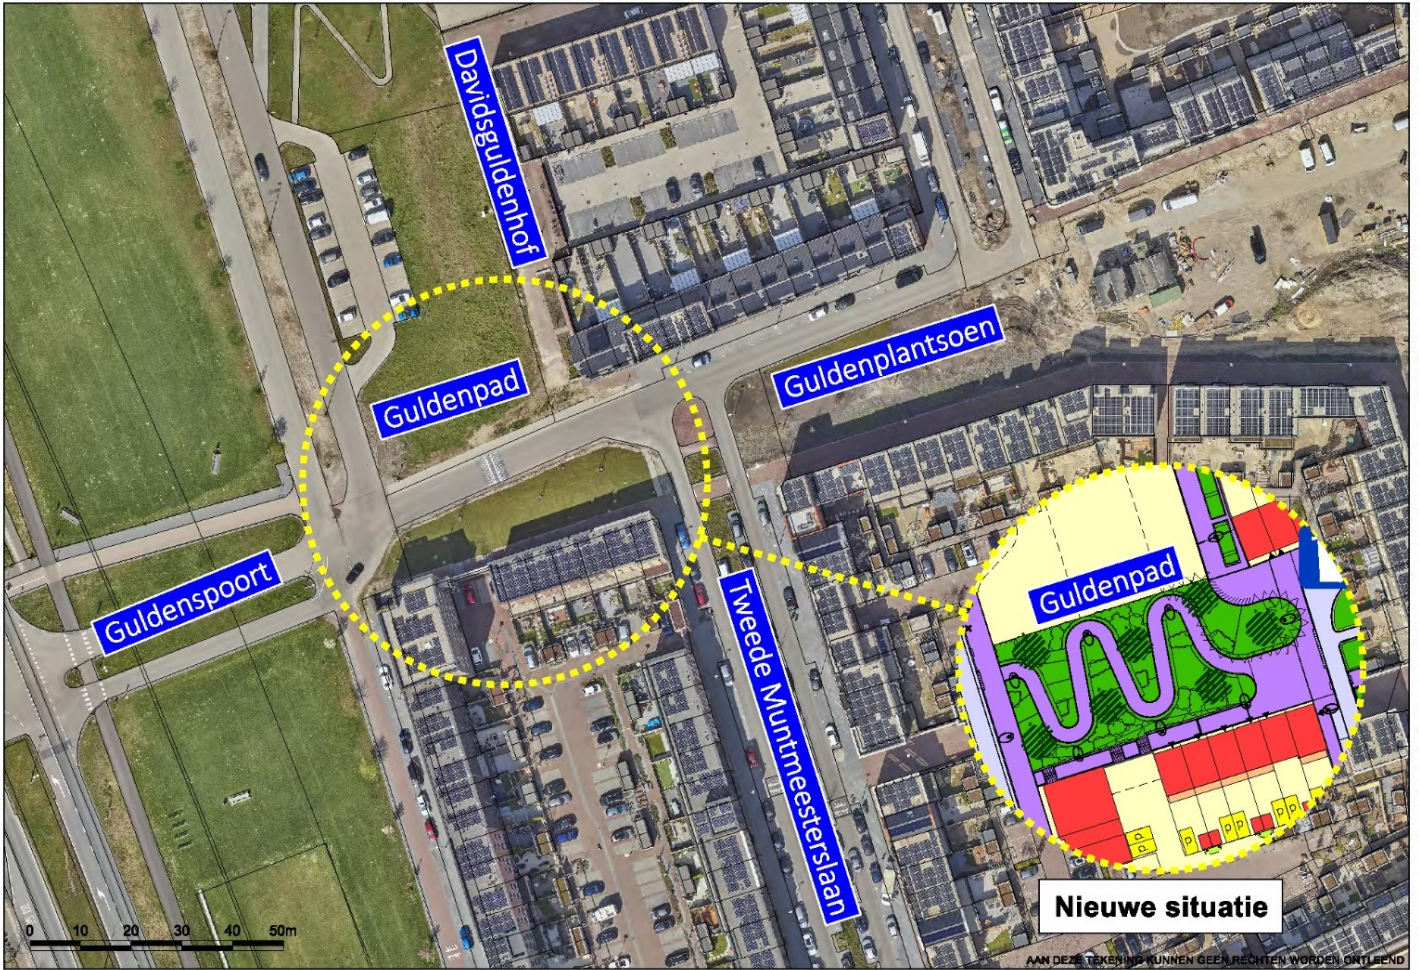 Davidsguldenhof
Guldenpad
Guldenplantsoen
Guldenspoort
Tweede Muntmeesterslaan
Guldenpad
P
P
P
P
P
P
P
Nieuwe situatie
0 10 20 30 40 50m
AAN DEZE TEKENING KUNNEN GEEN RECHTEN WORDEN ONTLEEND